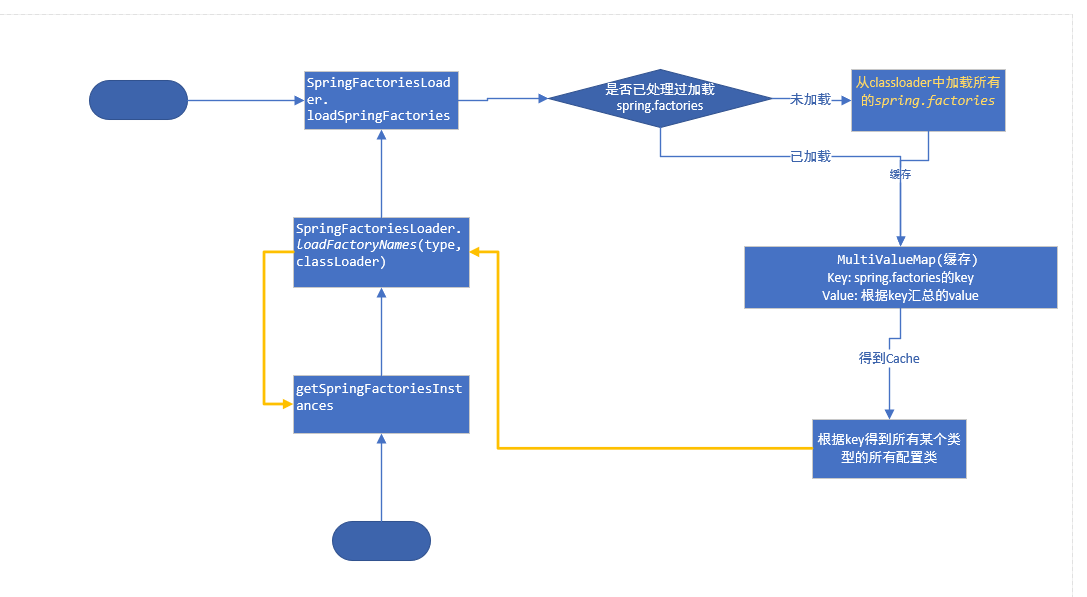 SpringFactoriesLoad
er.
loadSpringFactories
是否已处理过加载
spring.factories
未加载
从classloader中加载所有
的spring.factories
已加载
缓存
SpringFactoriesLoader.
loadFactoryNames(type,
classLoader)
MultiValueMap(缓存)
Key: spring.factories的key
Value: 根据key汇总的value
得到Cache
getSpringFactoriesInst
ances
根据key得到所有某个类
型的所有配置类